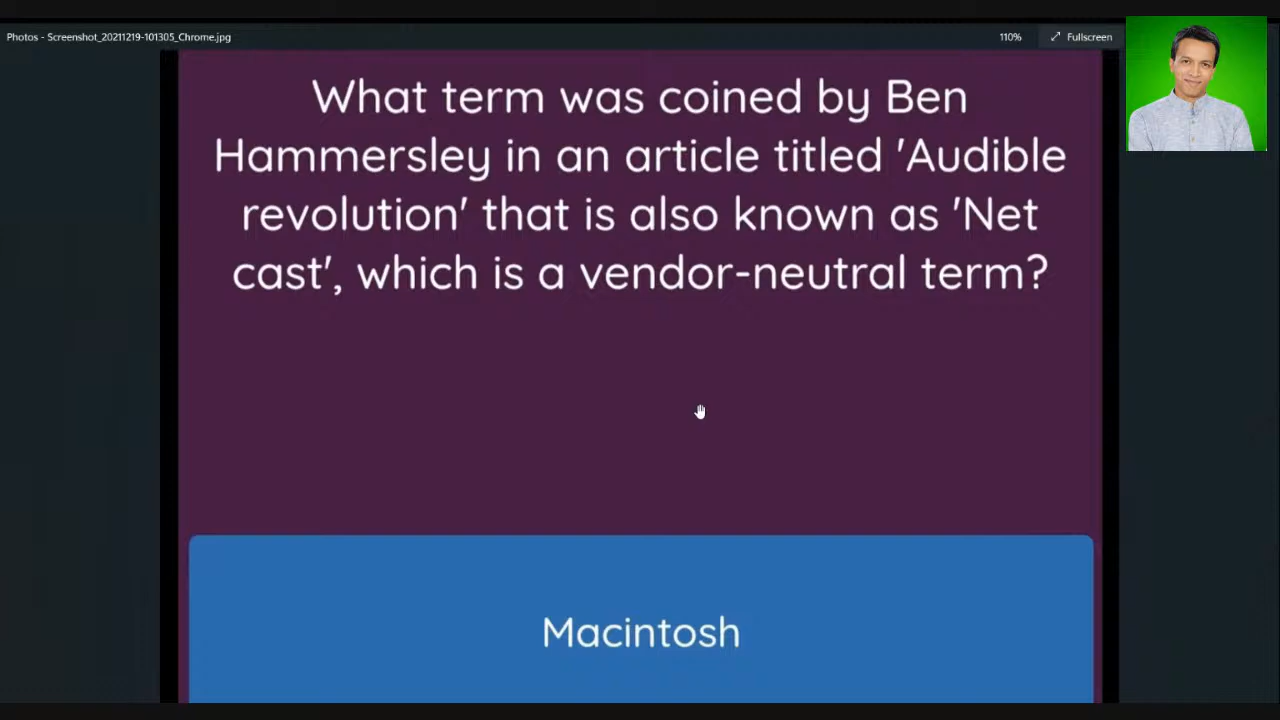 Photos - Screenshot_20211219-101305_Chrome.jpg
110%
Fullscreen
What term was coined by Ben
Hammersley in an article titled 'Audible
revolution' that is also known as 'Net
cast', which is a vendor-neutral term?
Macintosh